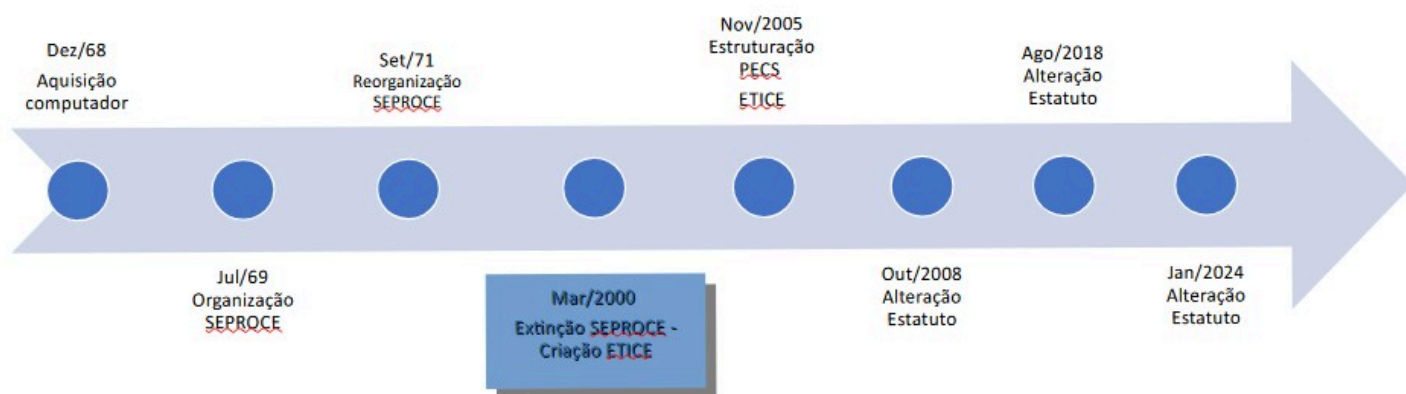 Dez/68
Aquisição
computador
Jul/69
Organização
SEPROCE
Set/71
Reorganização
SEPROCE
Mar/2000
Extinção SEPROCE -
Criação ETICE
Nov/2005
Estruturação
PECS
ETICE
Out/2008
Alteração
Estatuto
Ago/2018
Alteração
Estatuto
Jan/2024
Alteração
Estatuto